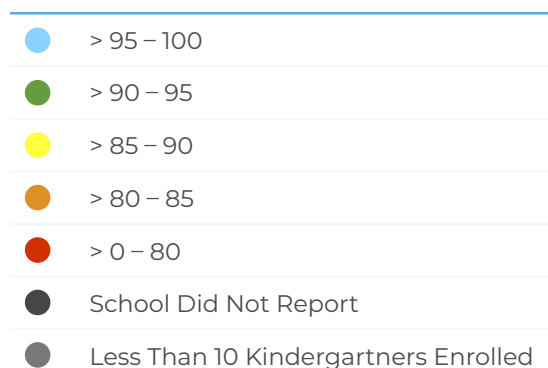 > 95 – 100
> 90 – 95
> 85 – 90
> 80 – 85
> 0 – 80
School Did Not Report
Less Than 10 Kindergartners Enrolled